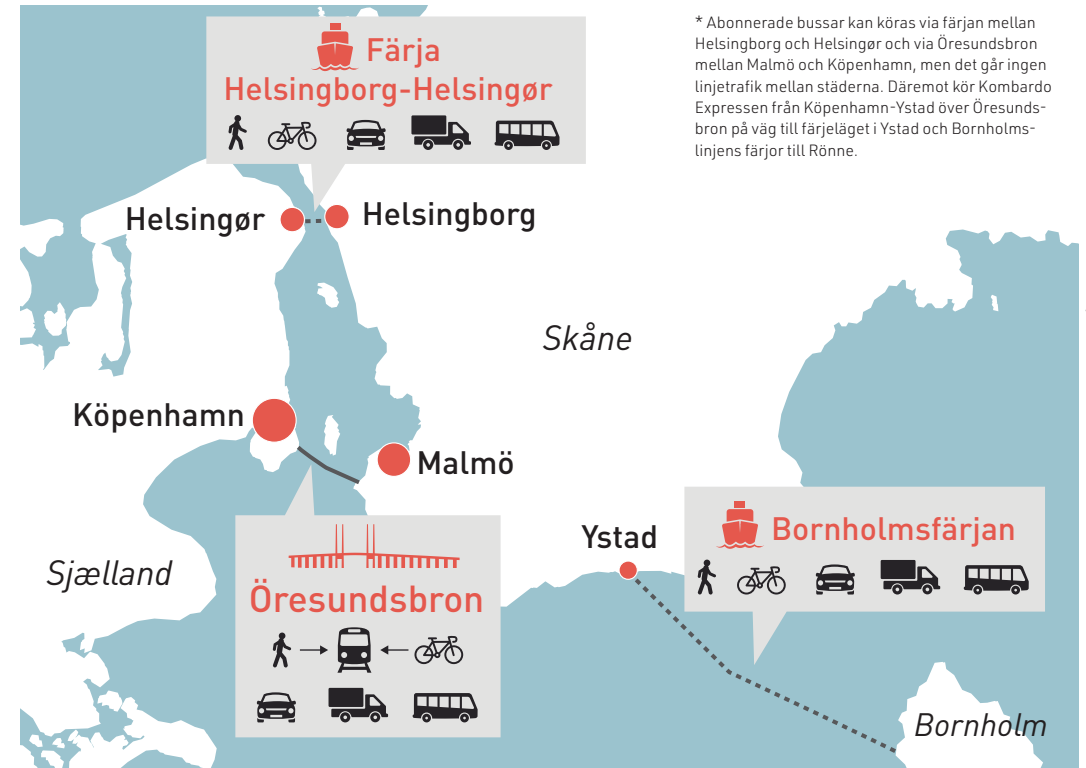 * Abonnerade bussar kan köras via färjan mellan
Helsingborg och Helsingør och via Öresundsbron
mellan Malmö och Köpenhamn, men det går ingen
linjetrafik mellan städerna. Däremot kör Kombardo
Expressen från Köpenhamn-Ystad över Öresunds-
bron på väg till färjeläget i Ystad och Bornholms-
linjens färjor till Rönne.
Färja
Helsingborg-Helsingør
Helsingør
Helsingborg
Skåne
Köpenhamn
Malmö
Ystad
Bornholmsfärjan
Sjælland
Öresundsbron
Bornholm